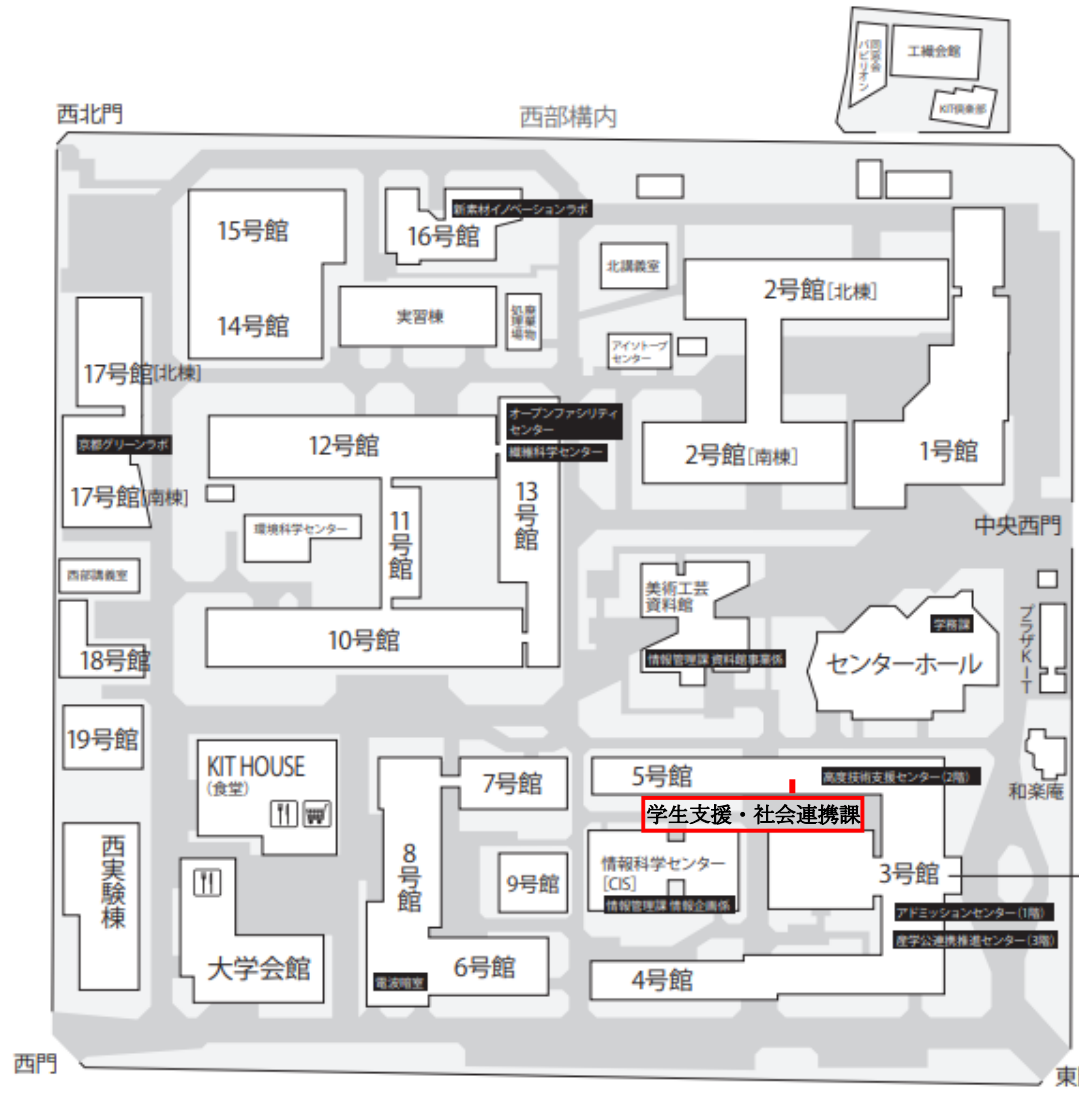 同窓会
パビリオン
工繊会館
KIT倶楽部
西北門
西部構内
15号館
新素材イノベーションラボ
16号館
北講義室
2号館[北棟]
14号館
実習棟
廃棄物
処理場
アイソトープ
センター
17号館[北棟]
オープンファシリティ
センター
12号館
繊維科学センター
2号館[南棟]
1号館
京都グリーンラボ
17号館[南棟]
13号館
11号館
環境科学センター
中央西門
西部講義室
美術工芸
資料館
学務課
プラザKIT
10号館
18号館
情報管理課 資料館事業係
センターホール
19号館
KIT HOUSE
(食堂)
7号館
5号館
高度技術支援センター(2階)
和楽庵
学生支援・社会連携課
西実験棟
8号館
9号館
情報科学センター
[CIS]
情報管理課 情報企画係
3号館
アドミッションセンター(1階)
産学公連携推進センター(3階)
大学会館
電波暗室
6号館
4号館
西門
東